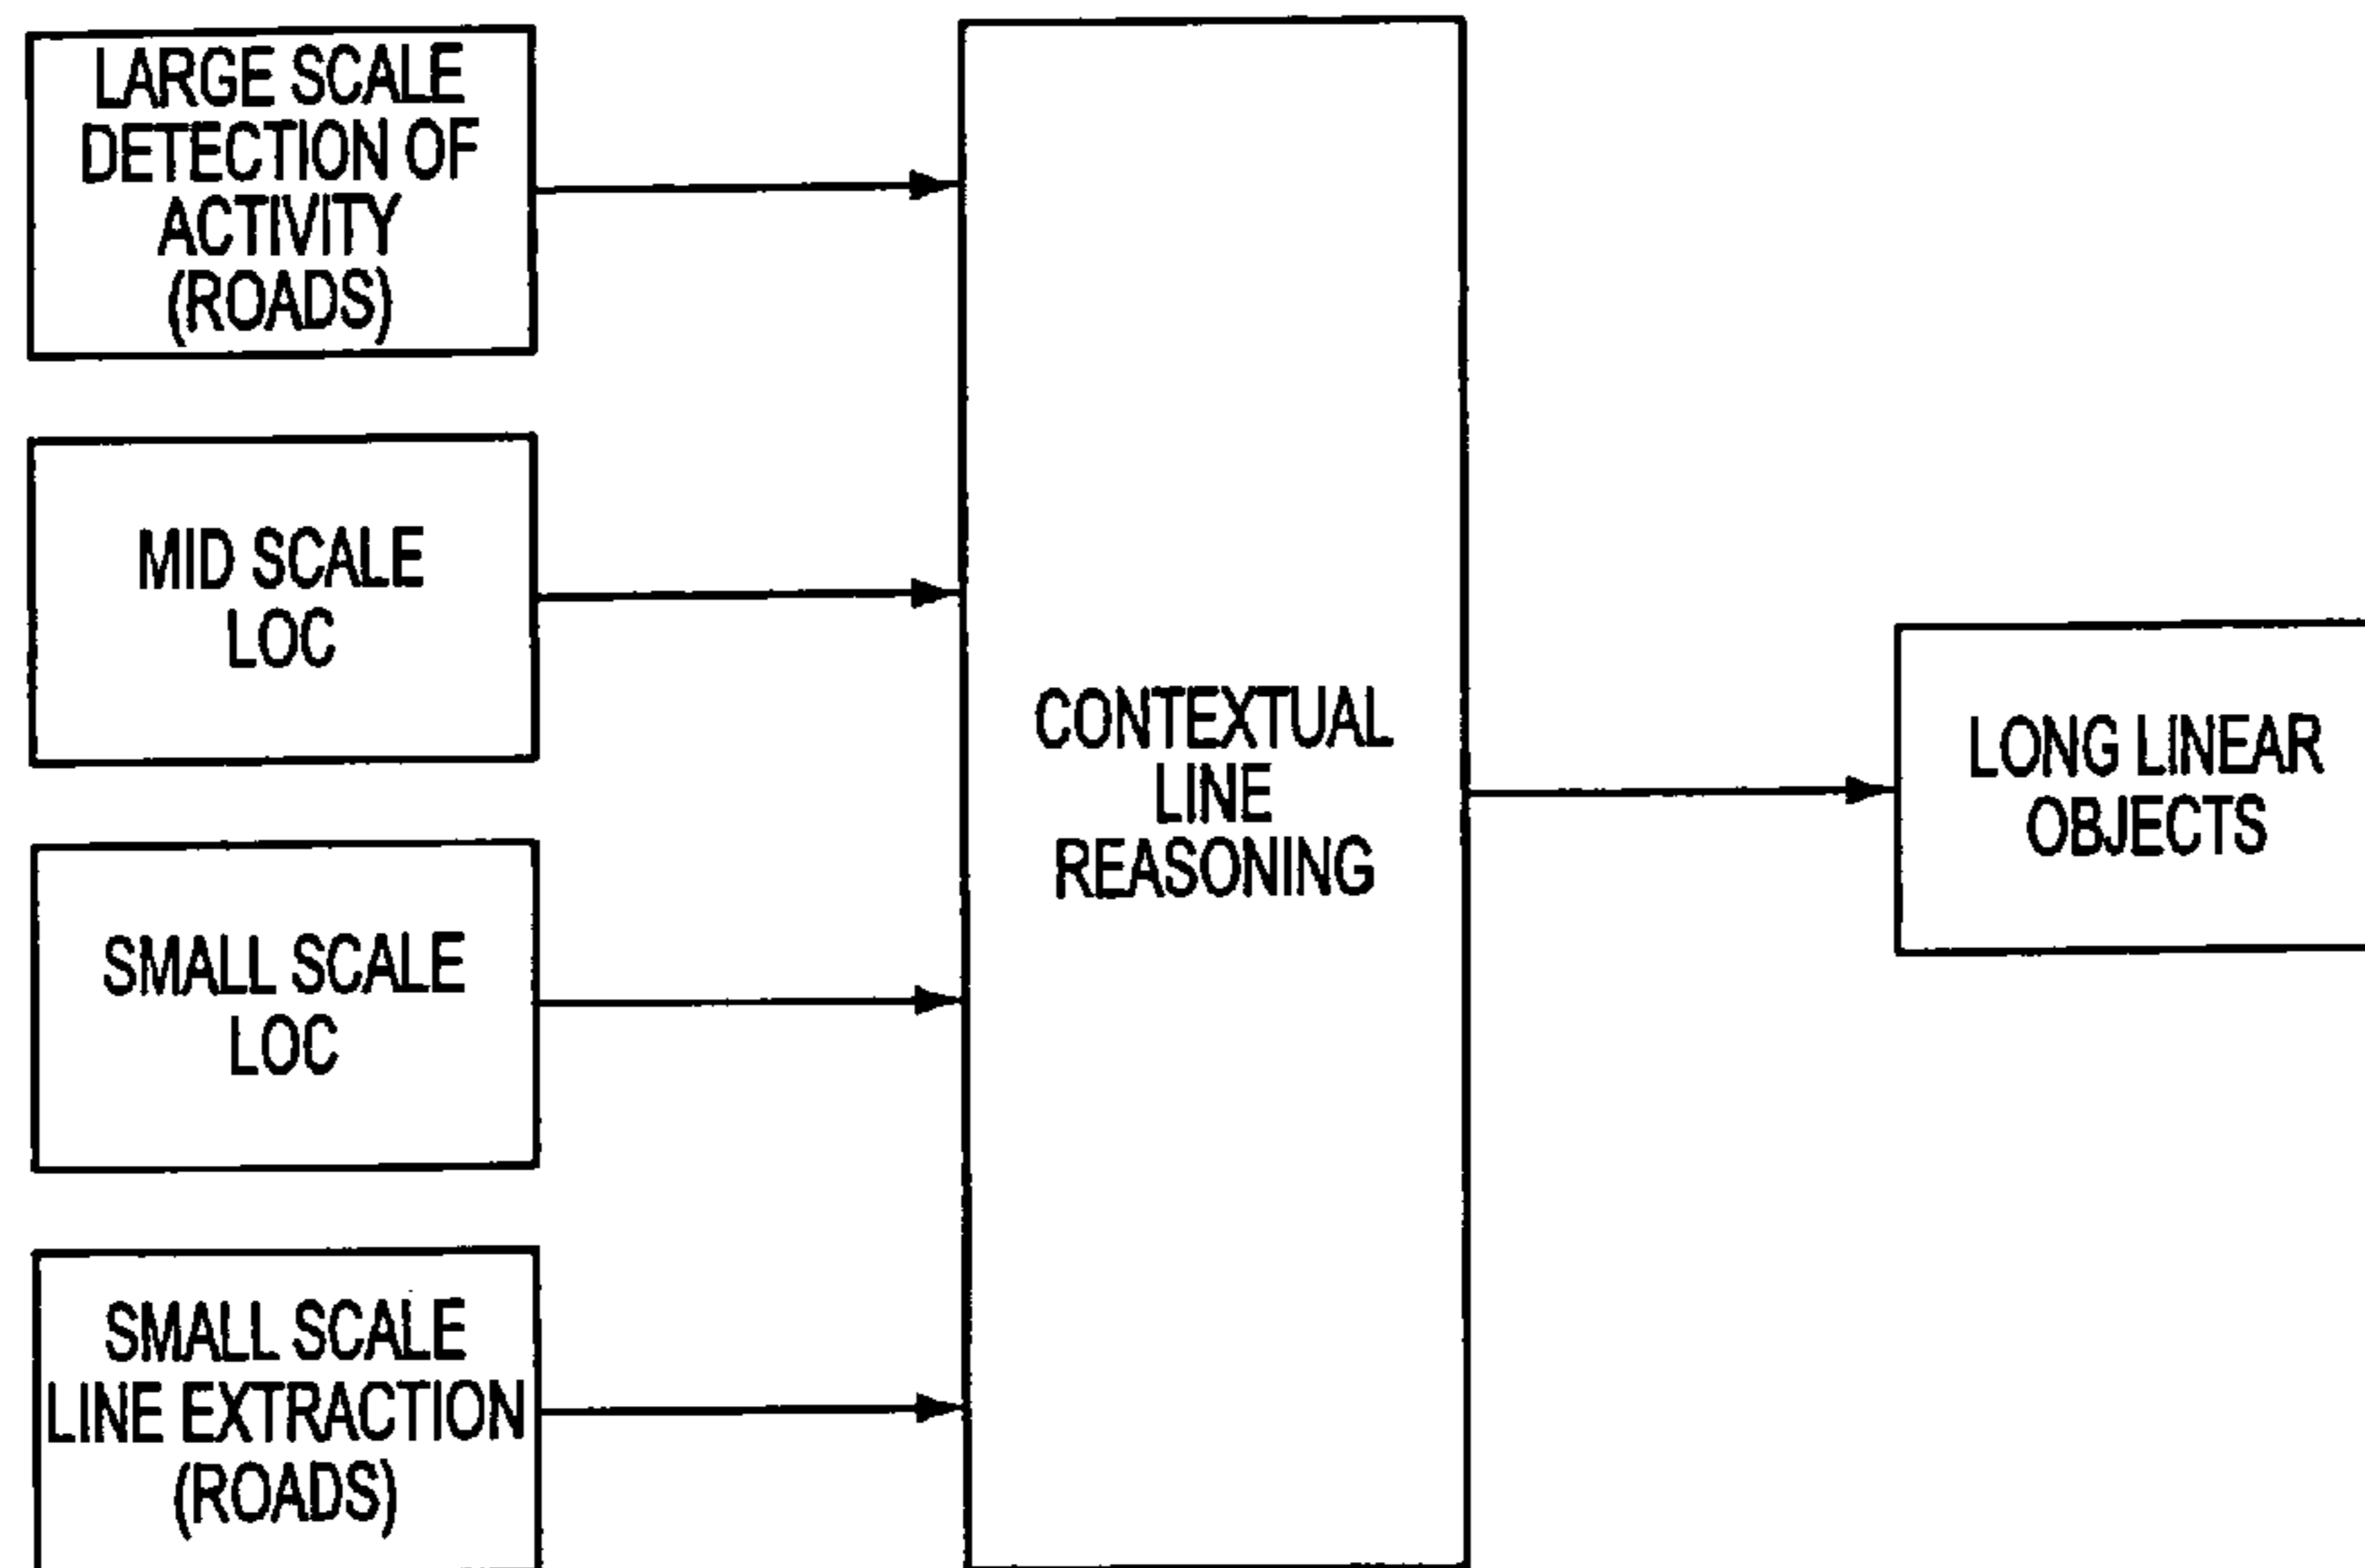 LARGE SCALE
DETECTION OF
ACTIVITY
(ROADS)
MID SCALE
LOC
SMALL SCALE
LOC
SMALL SCALE
LINE EXTRACTION
(ROADS)
CONTEXTUAL
LINE
REASONING
LONG LINEAR
OBJECTS